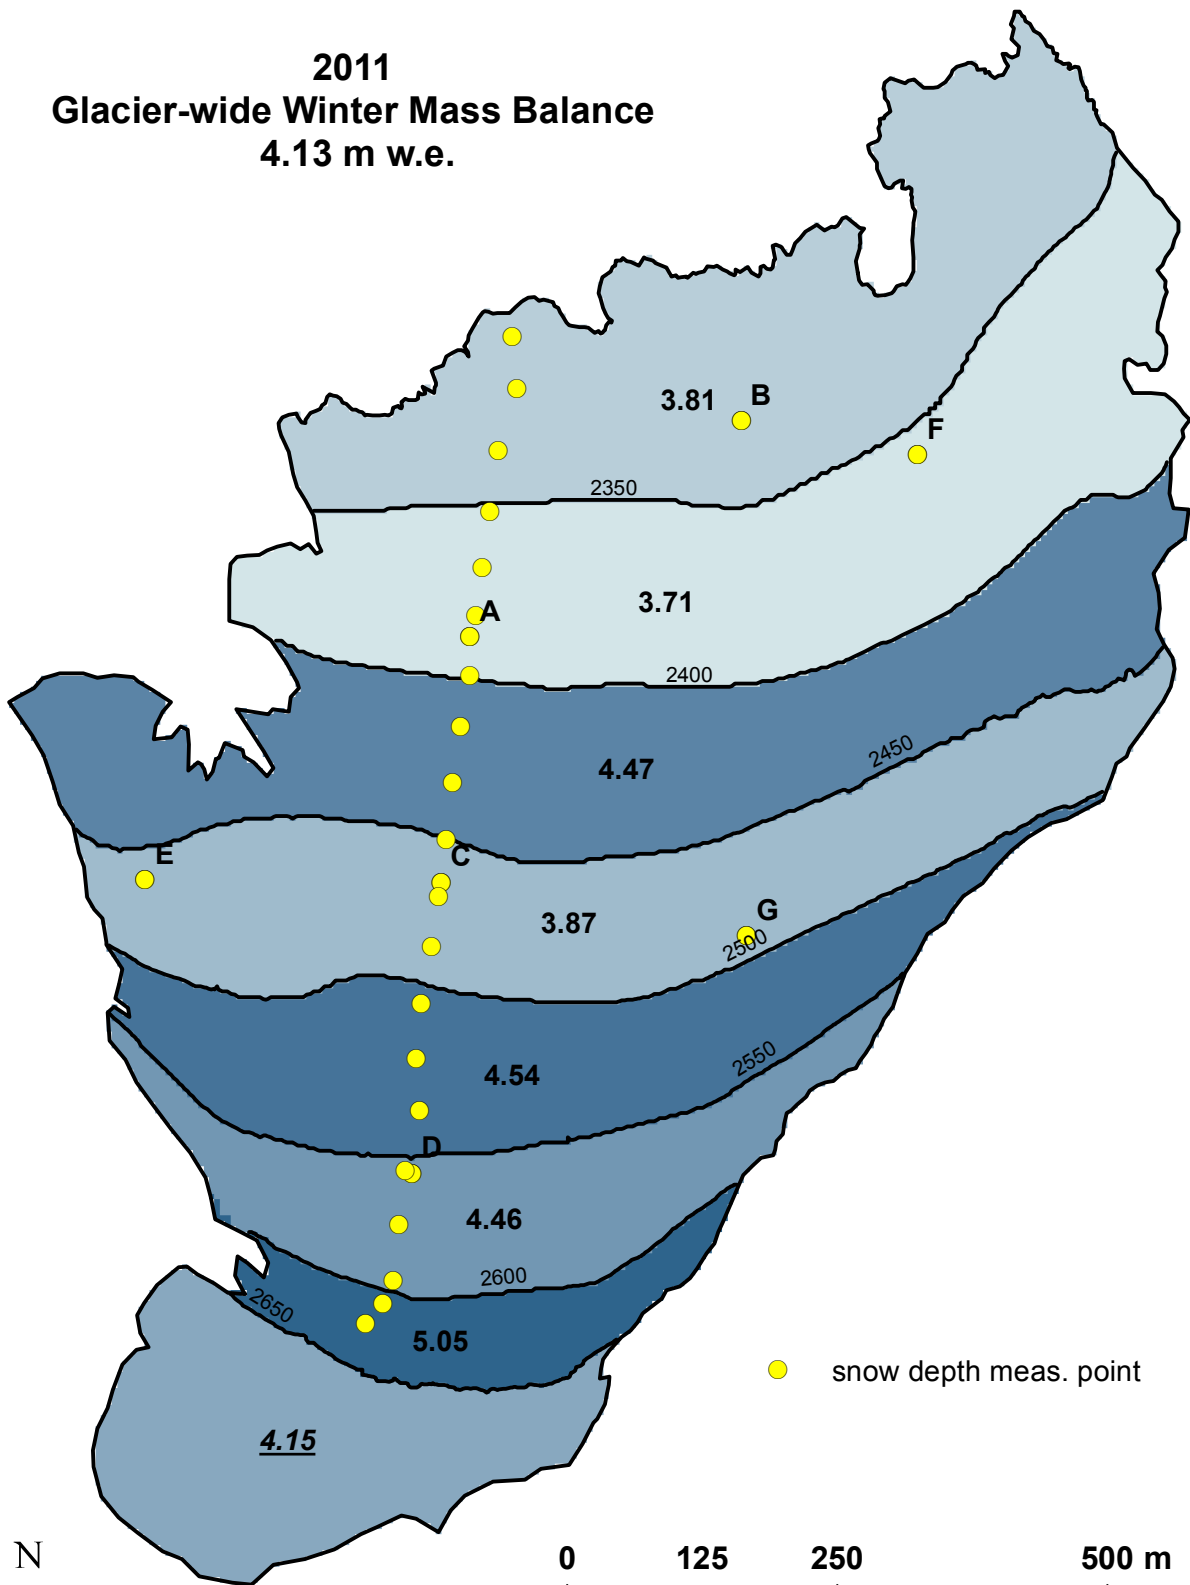 2011
Glacier-wide Winter Mass Balance
4.13 m w.e.
3.81
B
F
2350
3.71
A
2400
4.47
2450
E
C
3.87
G
2500
4.54
2550
D
4.46
2600
2650
5.05
snow depth meas. point
4.15
N
0 125 250 500 m